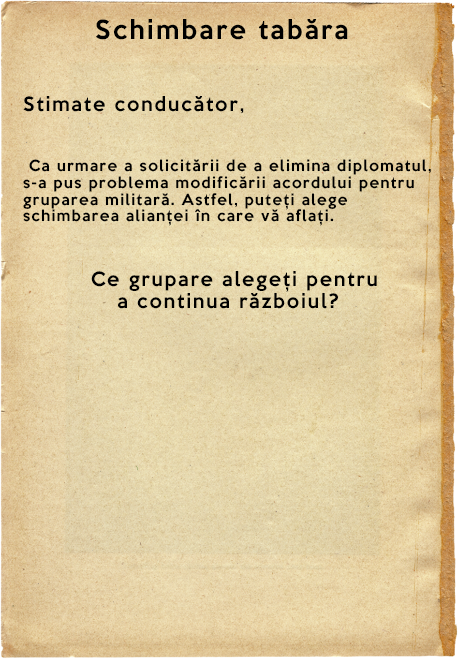 Schimbare tabăra
Stimate conducător,
Ca urmare a solicitării de a elimina diplomatul,
s-a pus problema modificării acordului pentru
gruparea militară. Astfel, puteți alege
schimbarea alianței în care vă aflați.
Ce grupare alegeți pentru
a continua războiul?